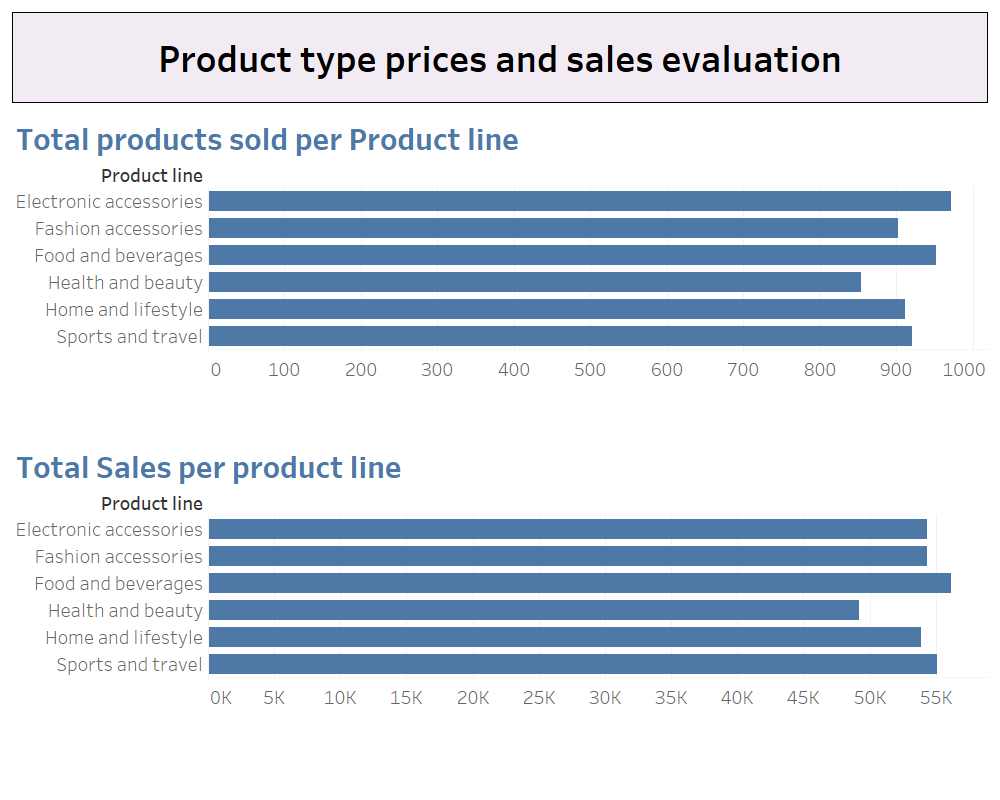 Product type prices and sales evaluation
Total products sold per Product line
Product line
Electronic accessories
Fashion accessories
Food and beverages
Health and beauty
Home and lifestyle
Sports and travel
0 100 200 300 400 500 600 700 800 900 1000
Total Sales per product line
Product line
Electronic accessories
Fashion accessories
Food and beverages
Health and beauty
Home and lifestyle
Sports and travel
0K 5K 10K 15K 20K 25K 30K 35K 40K 45K 50K 55K